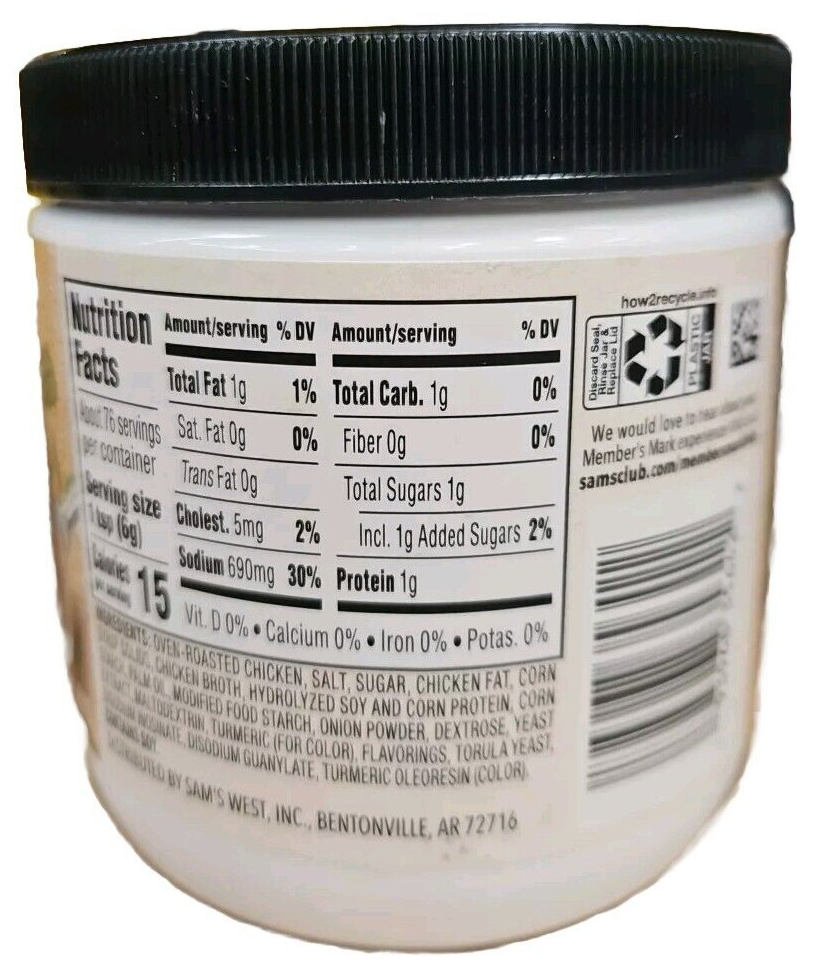 Nutrition
Facts
About 76 servings
per container
Serving size
1 tsp (6g)
Calories
per serving
15
Amount/serving % DV
Total Fat 1g 1%
Sat. Fat 0g 0%
Trans Fat 0g
Cholest. 5mg 2%
Sodium 690mg 30%
Amount/serving % DV
Total Carb. 1g 0%
Fiber 0g 0%
Total Sugars 1g
Incl. 1g Added Sugars 2%
Protein 1g
Vit. D 0% • Calcium 0% • Iron 0% • Potas. 0%
INGREDIENTS: OVEN-ROASTED CHICKEN, SALT, SUGAR, CHICKEN FAT, CORN
SYRUP SOLIDS, CHICKEN BROTH, HYDROLYZED SOY AND CORN PROTEIN, CORN
STARCH, PALM OIL, MODIFIED FOOD STARCH, ONION POWDER, DEXTROSE, YEAST
EXTRACT, MALTODEXTRIN, TURMERIC (FOR COLOR), FLAVORINGS, TORULA YEAST,
DISODIUM INOSINATE, DISODIUM GUANYLATE, TURMERIC OLEORESIN (COLOR).
CONTAINS SOY
DISTRIBUTED BY SAM'S WEST, INC., BENTONVILLE, AR 72716
how2recycle.info
Discard Seal,
Rinse Jar &
Replace Lid
PLASTIC
JAR
We would love to hear about your
Member's Mark experience
samsclub.com/